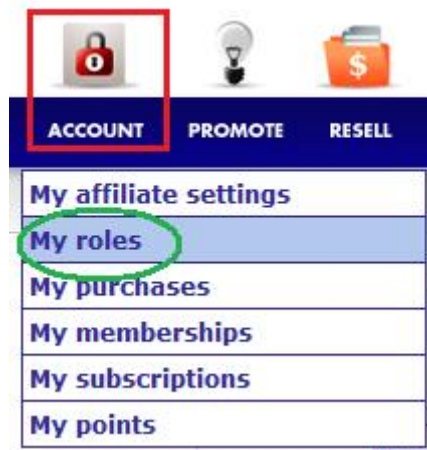 $
ACCOUNT PROMOTE RESELL
My affiliate settings
My roles
My purchases
My memberships
My subscriptions
My points